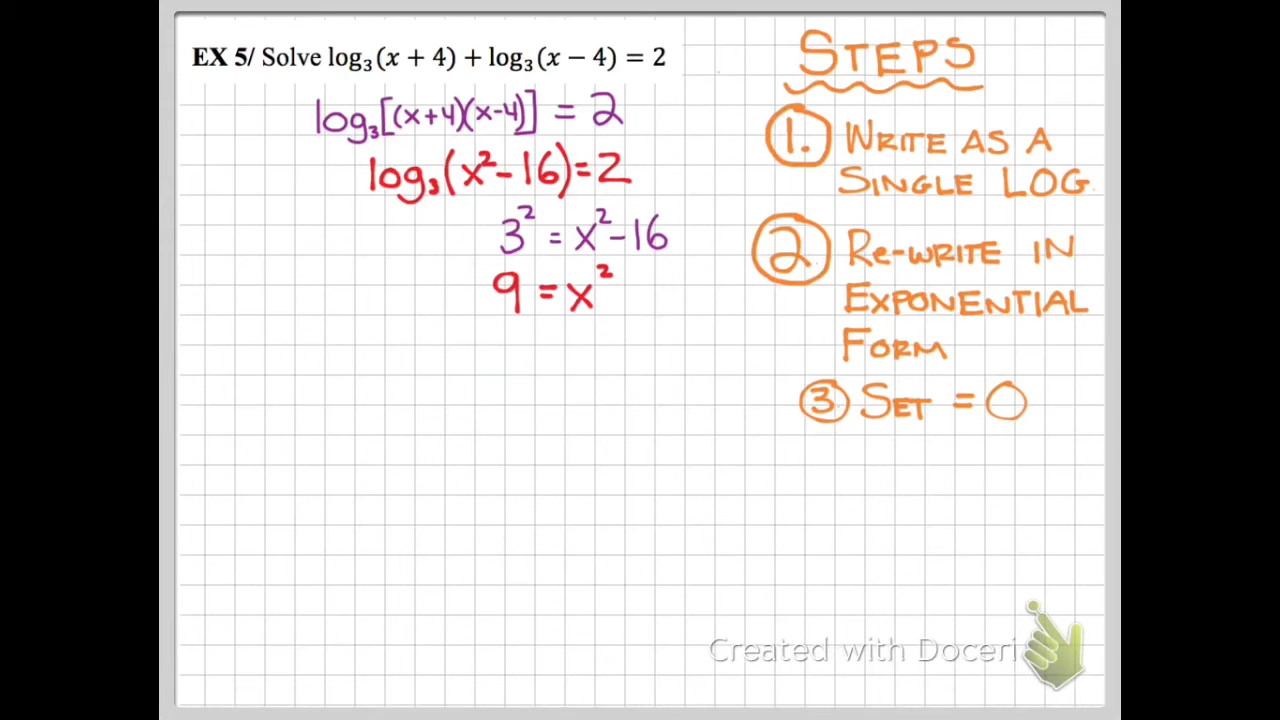 EX 5/ Solve log₃(x + 4) + log₃(x − 4) = 2
log₃[(x+4)(x-4)] = 2
log₃(x²-16)=2
3² = x²-16
9 = x²
STEPS
1. WRITE AS A
SINGLE LOG
2 Re-WRITE IN
EXPONENTIAL
FORM
3 SET = 0
Created with Doceri